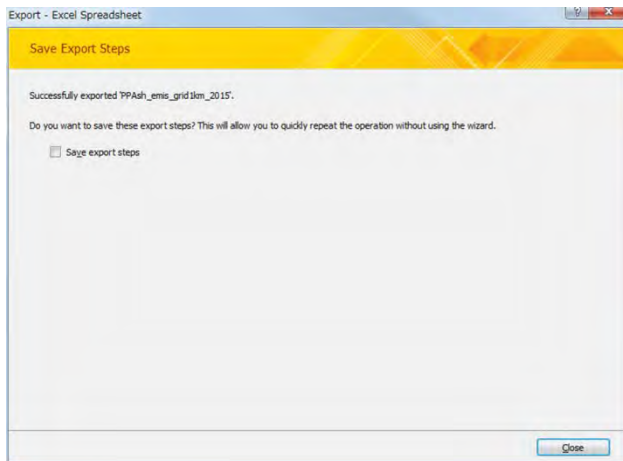 Export - Excel Spreadsheet
Save Export Steps
Successfully exported 'PPAsh_emis_grid1km_2015'.
Do you want to save these export steps? This will allow you to quickly repeat the operation without using the wizard.
Save export steps
Close